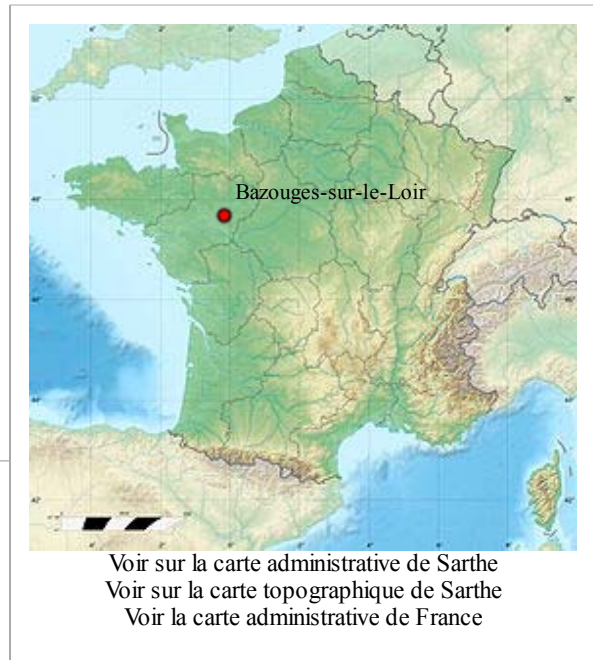 Bazouges-sur-le-Loir
Voir sur la carte administrative de Sarthe
Voir sur la carte topographique de Sarthe
Voir la carte administrative de France